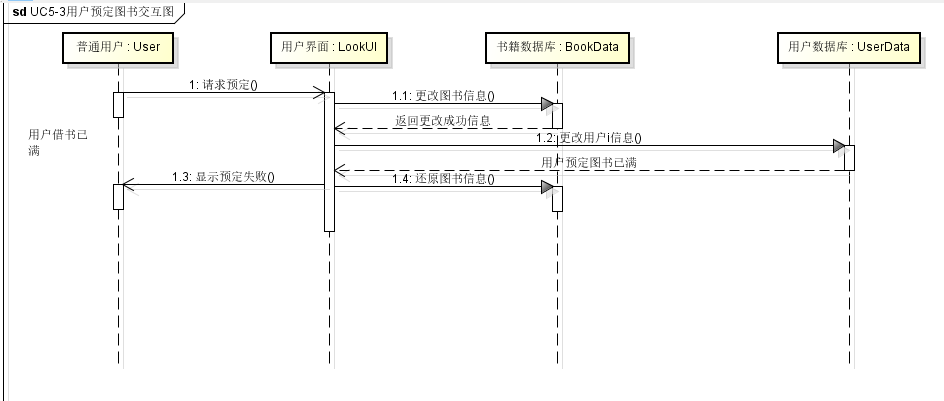 sd UC5-3用户预定图书交互图
普通用户 : User
用户界面 : LookUI
书籍数据库 : BookData
用户数据库 : UserData
1: 请求预定()
1.1: 更改图书信息()
返回更改成功信息
用户借书已
满
1.2: 更改用户i信息()
用户预定图书已满
1.3: 显示预定失败()
1.4: 还原图书信息()